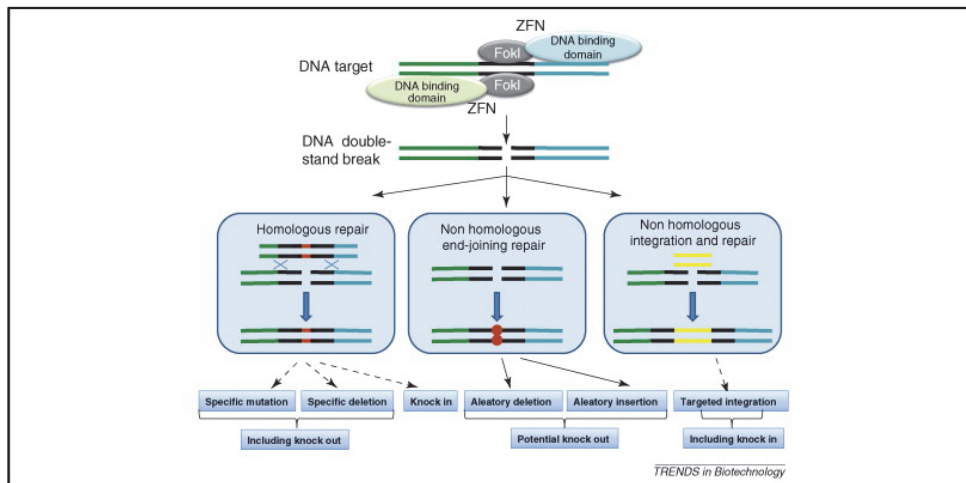 ZFN
FokI
DNA binding
domain
DNA target
DNA binding
domain
FokI
ZFN
DNA double-
stand break
Homologous repair
Non homologous
end-joining repair
Non homologous
integration and repair
Specific mutation
Specific deletion
Knock in
Aleatory deletion
Aleatory insertion
Targeted integration
Including knock out
Potential knock out
Including knock in
TRENDS in Biotechnology